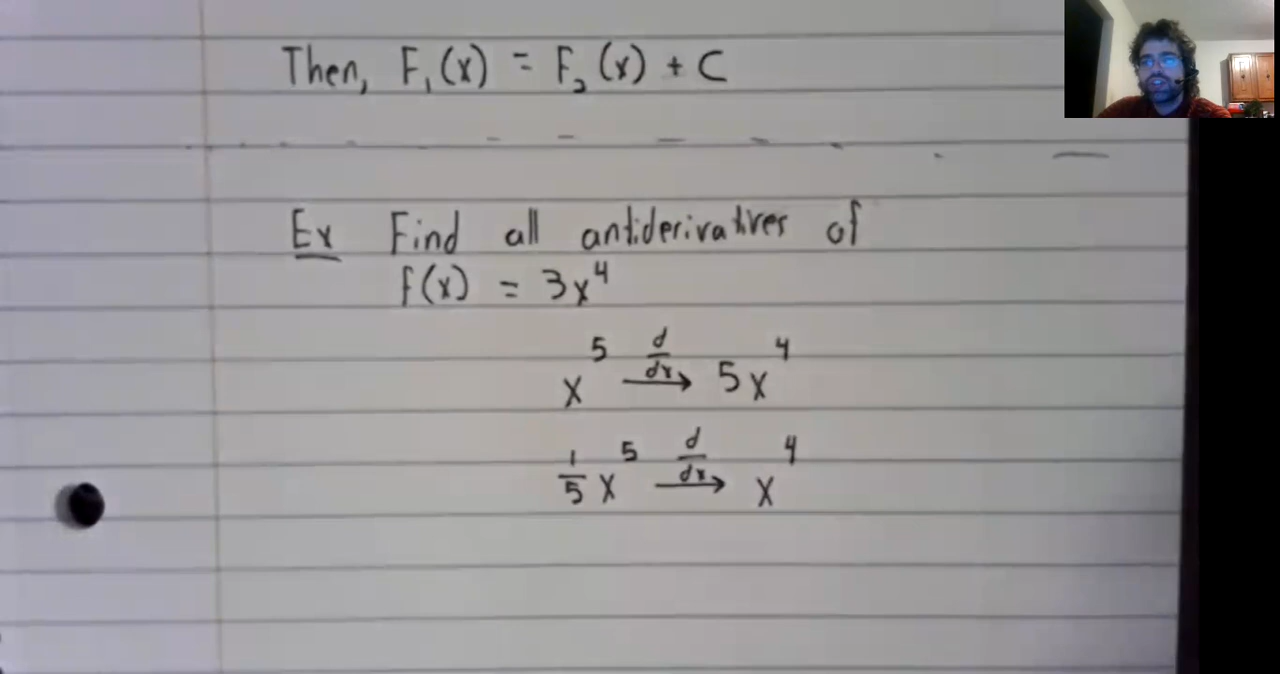 Then, F₁(x) = F₂(x) + C
Ex Find all antiderivatives of
f(x) = 3x⁴
x⁵ —d/dx→ 5x⁴
1/5 x⁵ —d/dx→ x⁴